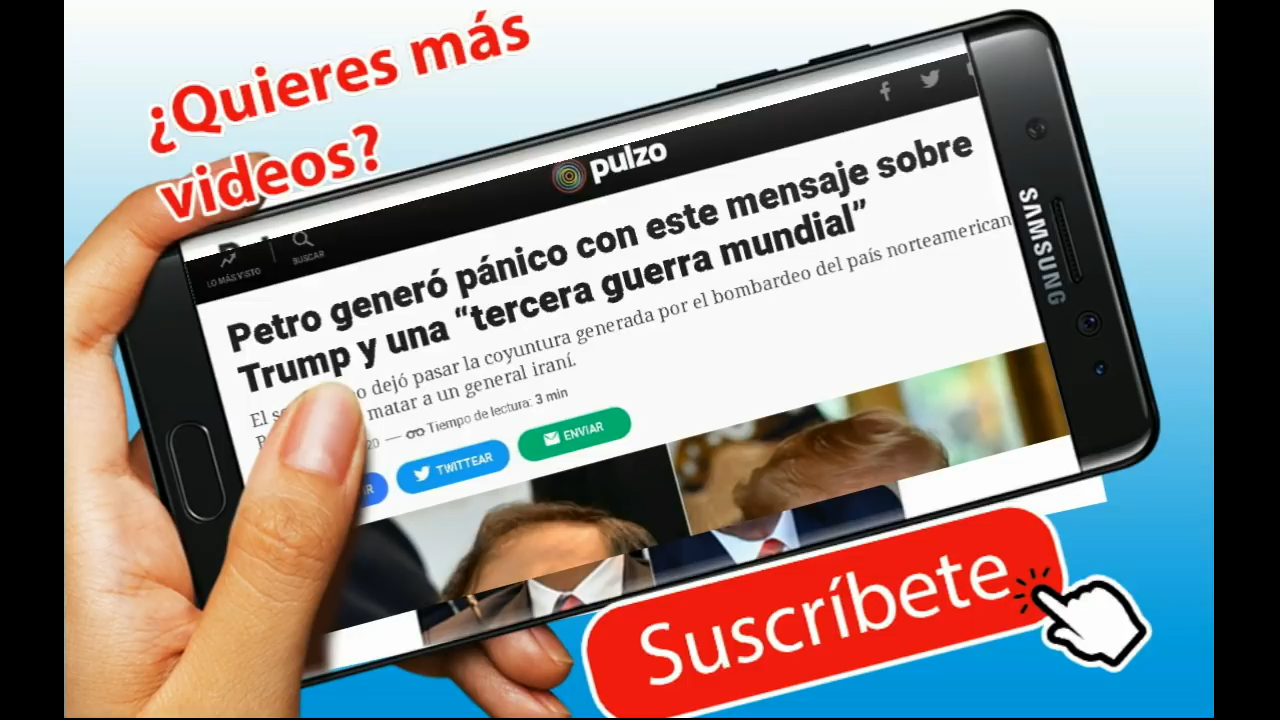 ¿Quieres más
videos?
pulzo
LO MÁS VISTO
BUSCAR
Petro generó pánico con este mensaje sobre
Trump y una “tercera guerra mundial”
dejó pasar la coyuntura generada por el bombardeo del país norteamerican
matar a un general iraní.
20 — Tiempo de lectura: 3 min
TWITTEAR
ENVIAR
SAMSUNG
Suscríbete